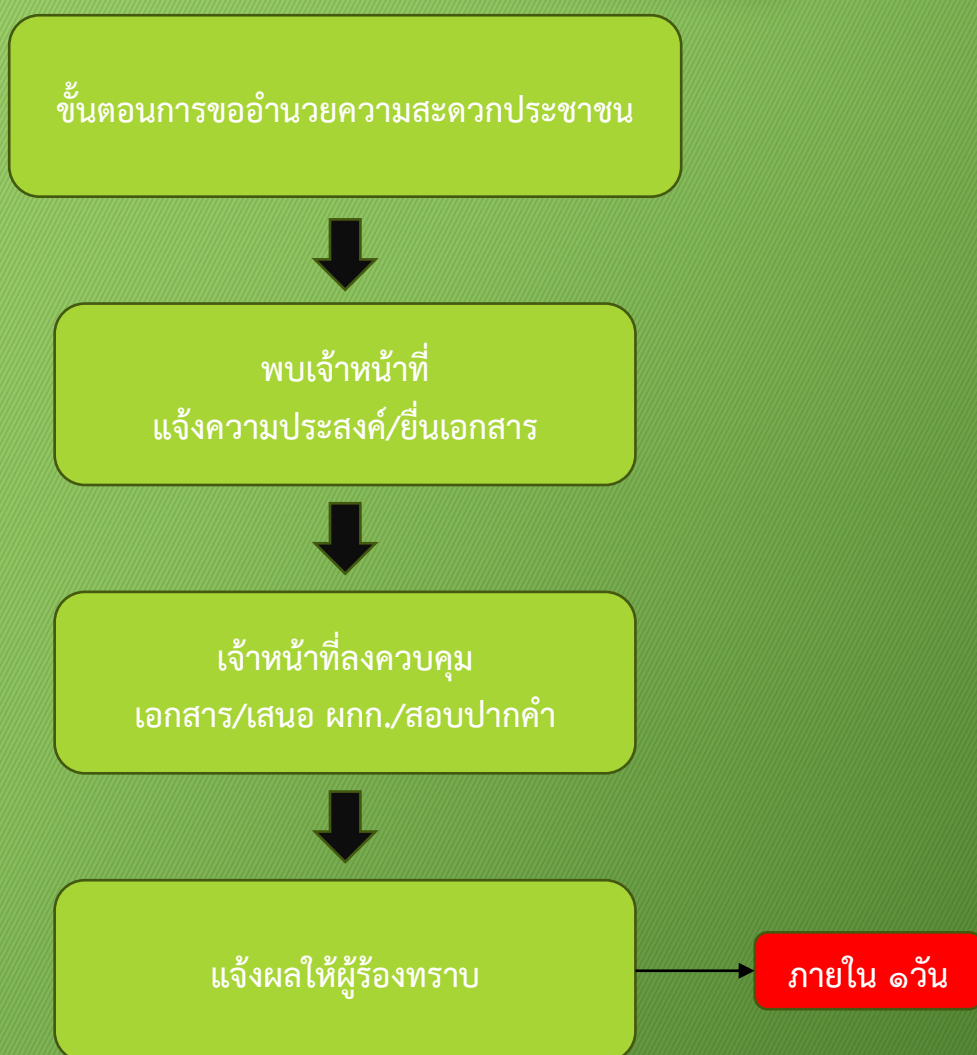 ขั้นตอนการขออำนวยความสะดวกประชาชน
พบเจ้าหน้าที่
แจ้งความประสงค์/ยื่นเอกสาร
เจ้าหน้าที่ลงควบคุม
เอกสาร/เสนอ ผกก./สอบปากคำ
แจ้งผลให้ผู้ร้องทราบ
ภายใน ๑วัน